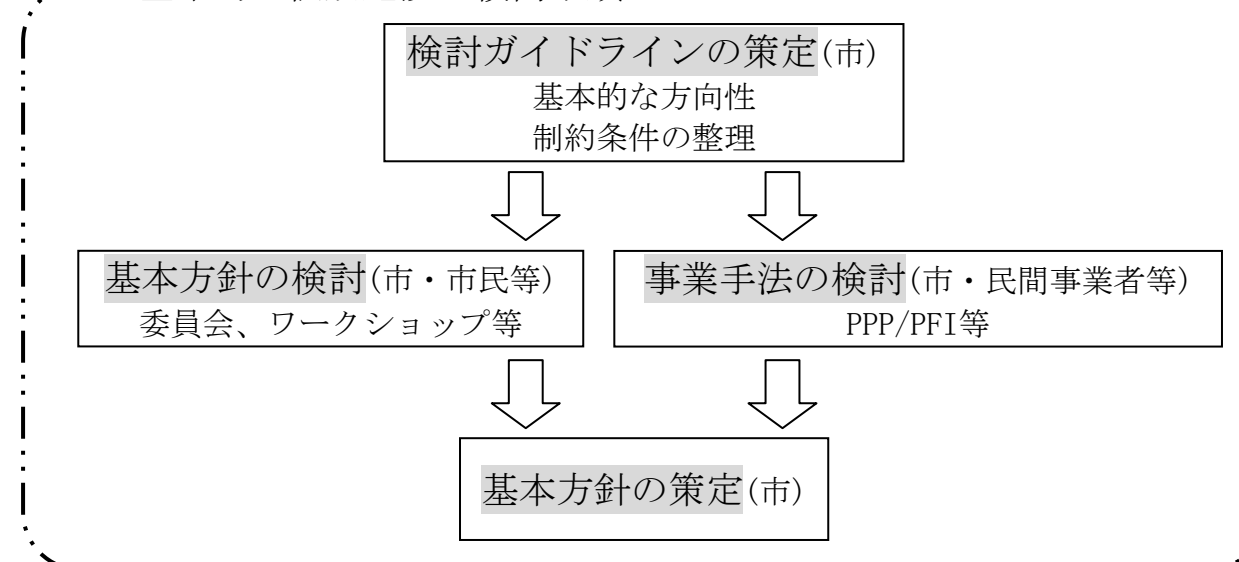 検討ガイドラインの策定(市)
基本的な方向性
制約条件の整理
基本方針の検討(市・市民等)
委員会、ワークショップ等
事業手法の検討(市・民間事業者等)
PPP/PFI等
基本方針の策定(市)